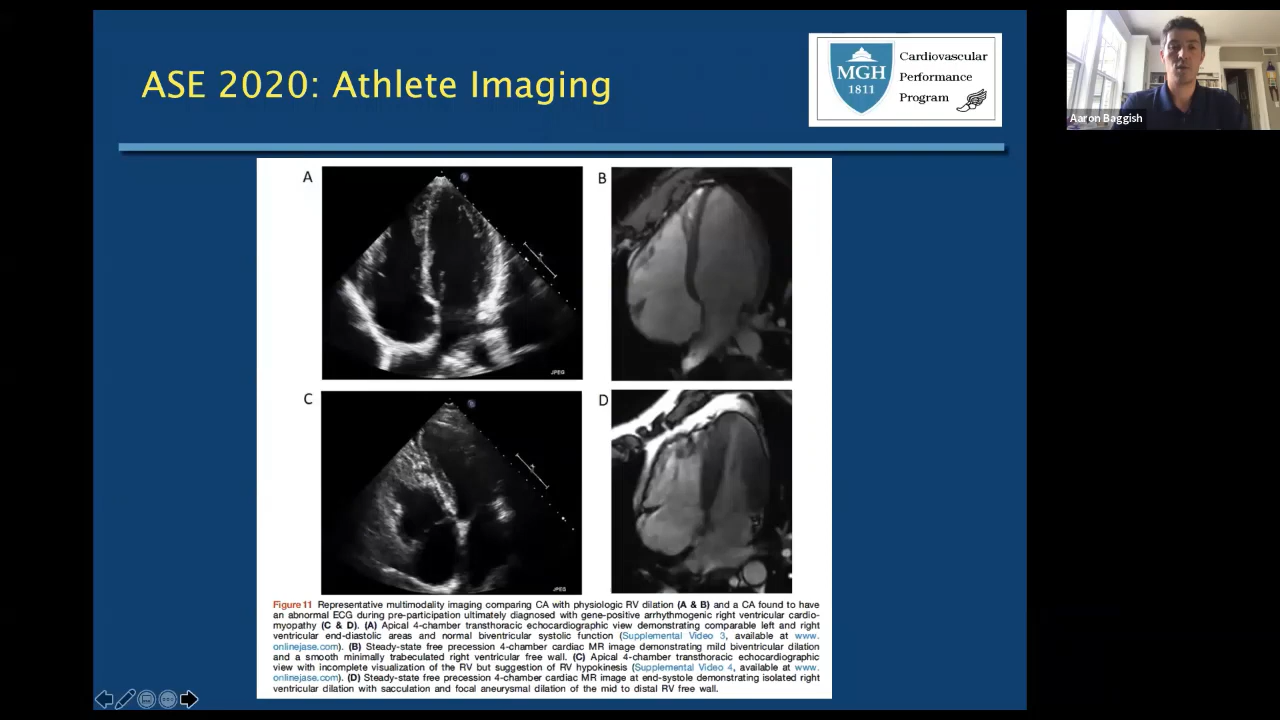 ASE 2020: Athlete Imaging
MGH
1811
Cardiovascular
Performance
Program
Aaron Baggish
A
B
JPEG
C
D
JPEG
Figure 11 Representative multimodality imaging comparing CA with physiologic RV dilation (A & B) and a CA found to have
an abnormal ECG during pre-participation ultimately diagnosed with gene-positive arrhythmogenic right ventricular cardio-
myopathy (C & D). (A) Apical 4-chamber transthoracic echocardiographic view demonstrating comparable left and right
ventricular end-diastolic areas and normal biventricular systolic function (Supplemental Video 3, available at www.
onlinejase.com). (B) Steady-state free precession 4-chamber cardiac MR image demonstrating mild biventricular dilation
and a smooth minimally trabeculated right ventricular free wall. (C) Apical 4-chamber transthoracic echocardiographic
view with incomplete visualization of the RV but suggestion of RV hypokinesis (Supplemental Video 4, available at www.
onlinejase.com). (D) Steady-state free precession 4-chamber cardiac MR image at end-systole demonstrating isolated right
ventricular dilation with sacculation and focal aneurysmal dilation of the mid to distal RV free wall.